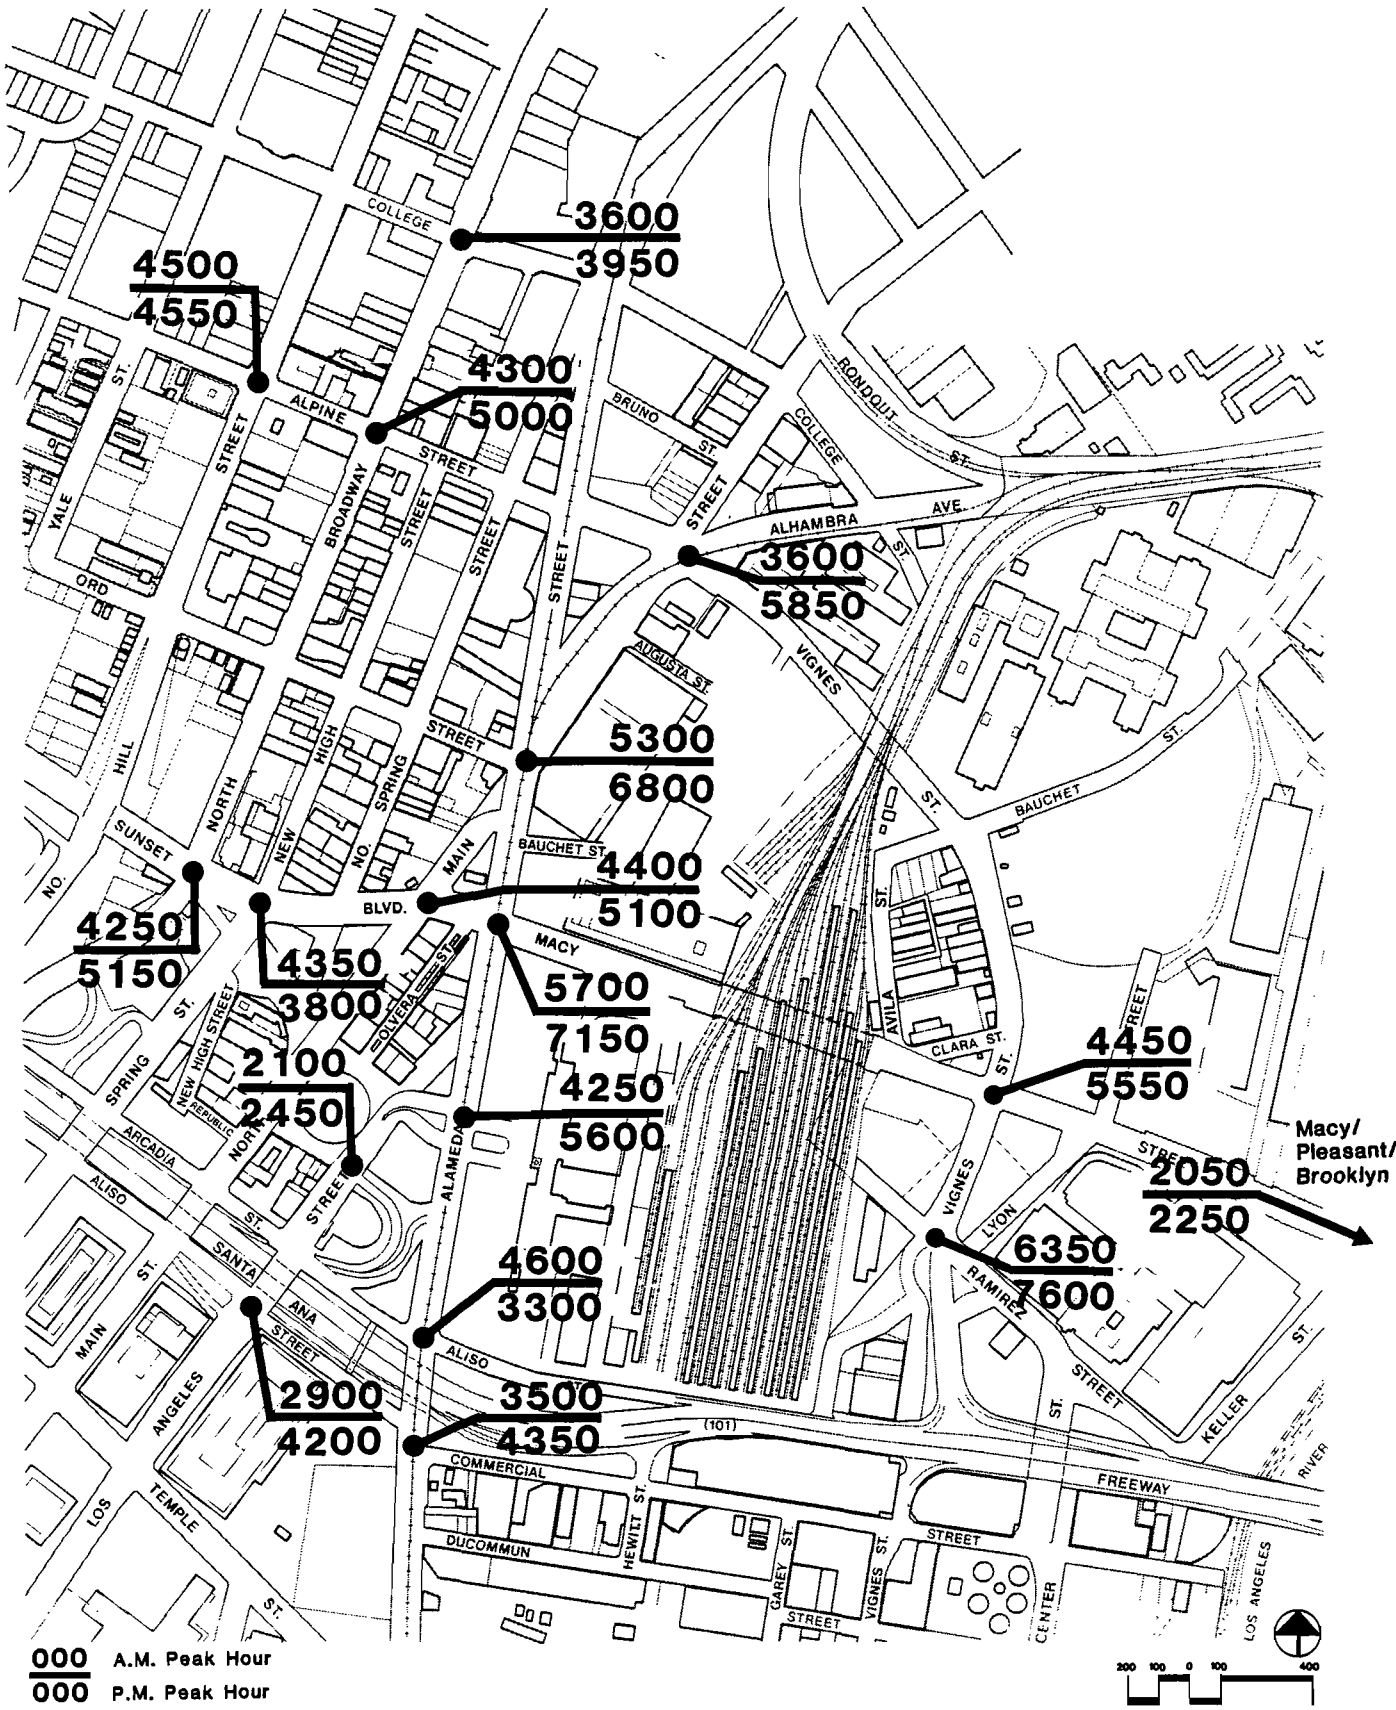 COLLEGE
3600
3950
4500
4550
RONDOUT
ST.
4300
5000
ST.
ALPINE
BRUNO
ST.
COLLEGE
ST.
STREET
STREET
BROADWAY
STREET
STREET
STREET
STREET
ALHAMBRA
AVE.
YALE
ORD
3600
5850
AUGUSTA ST.
VIGNES
ST.
STREET
5300
6800
ST.
BAUCHET
HILL
NO.
NORTH
HIGH
NEW
SPRING
NO.
SUNSET
MAIN
BAUCHET ST.
4400
5100
BLVD.
MACY
ST.
AVILA
4250
5150
4350
3800
OLVERA ST.
5700
7150
STREET
CLARA ST.
ST.
NEW HIGH STREET
SPRING
ST.
2100
2450
REPUBLIC
NORTH
4250
5600
4450
5550
Macy/
Pleasant/
Brooklyn
ARCADIA
ST.
STREET
ALAMEDA
STREET
2050
2250
VIGNES
LYON
ALISO
ST.
SANTA
ANA
STREET
4600
3300
6350
7600
RAMIREZ
STREET
MAIN
ALISO
KELLER
ST.
2900
4200
3500
4350
(101)
ST.
ANGELES
LOS
COMMERCIAL
FREEWAY
RIVER
TEMPLE
ST.
DUCOMMUN
HEWITT ST.
GAREY ST.
VIGNES ST.
STREET
STREET
CENTER
LOS ANGELES
000 A.M. Peak Hour
000 P.M. Peak Hour
200 100 0 100 400